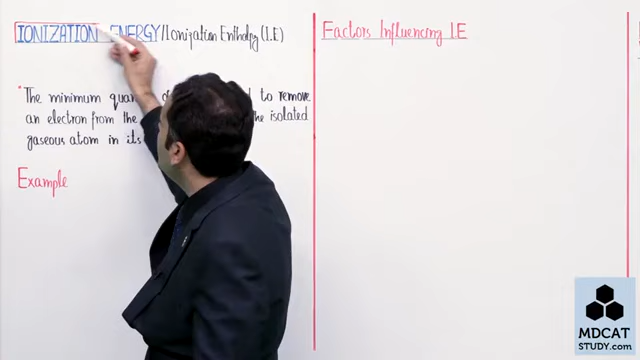 IONIZATION ENERGY/Ionization Enthalpy (I.E)
The minimum to remove
an electron from the the isolated
gaseous atom in its
Example
Factors Influencing I.E
MDCAT
STUDY.com